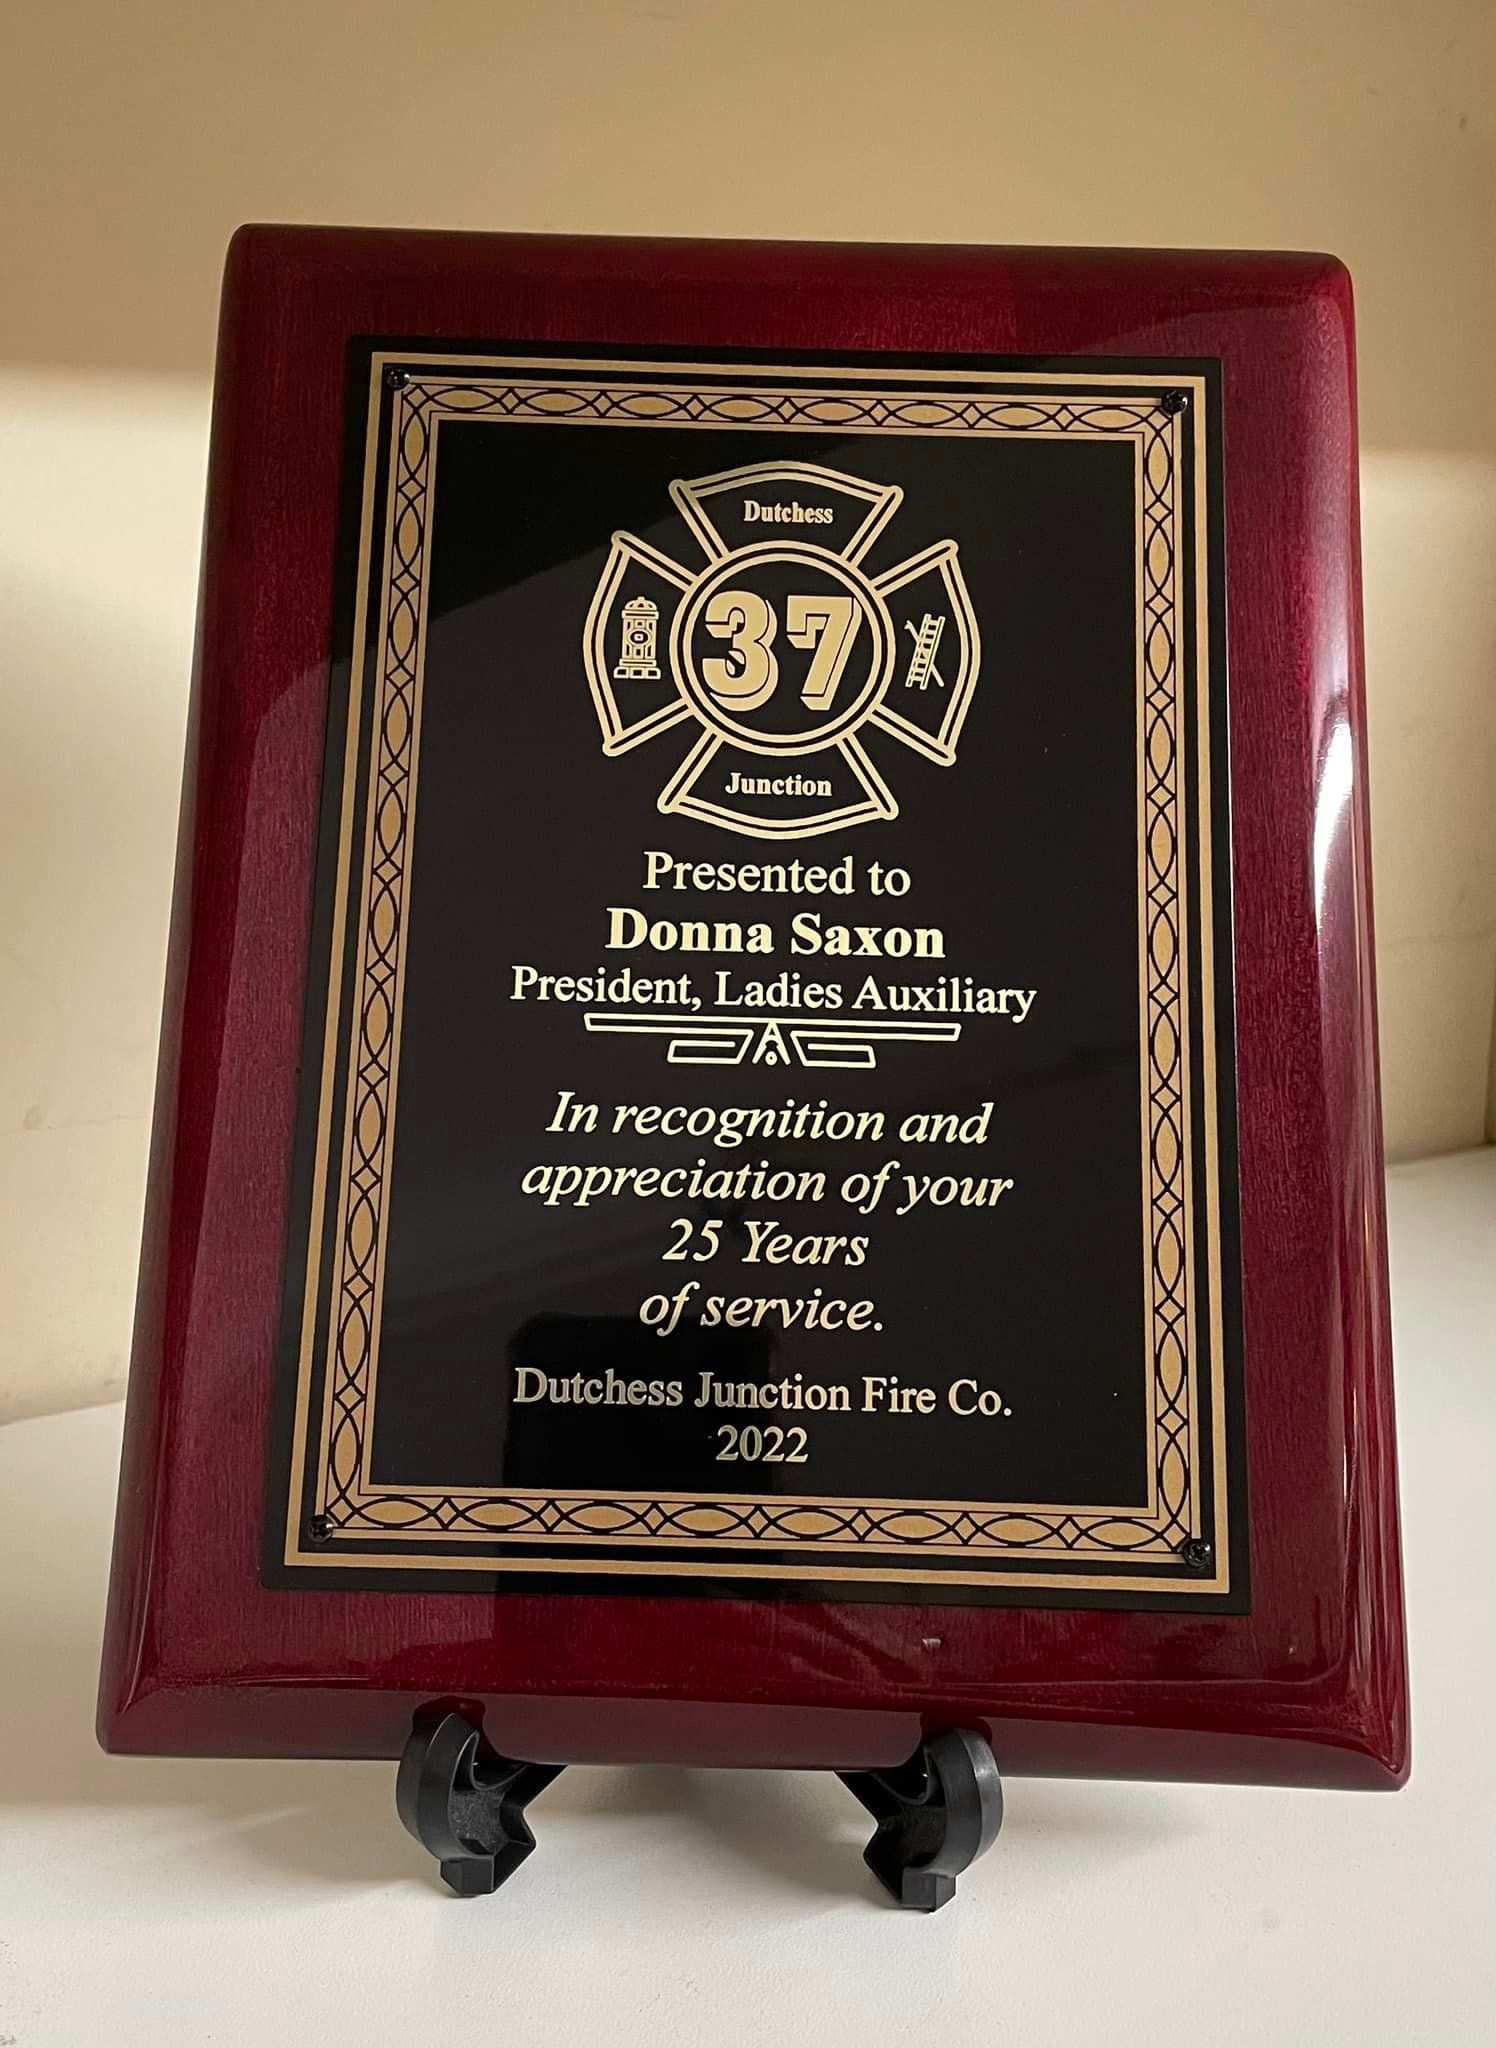 Dutchess
37
Junction
Presented to
Donna Saxon
President, Ladies Auxiliary
In recognition and
appreciation of your
25 Years
of service.
Dutchess Junction Fire Co.
2022